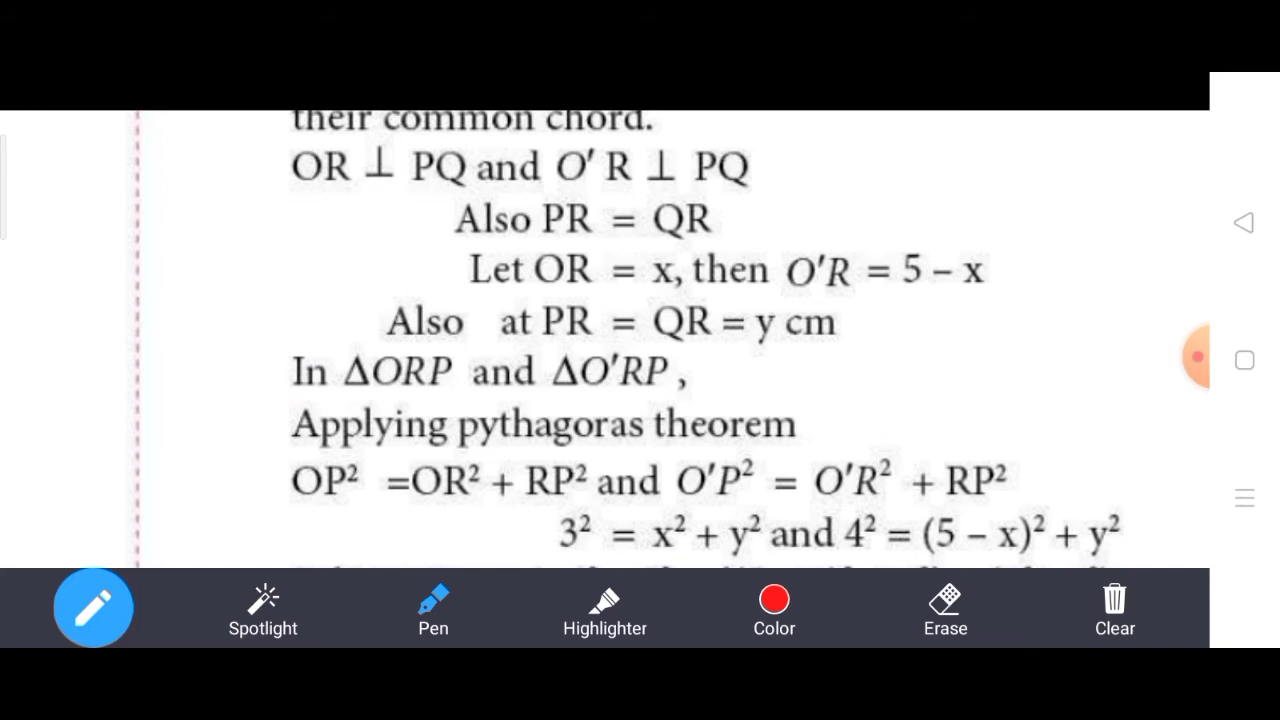 their common chord.
OR ⊥ PQ and O′ R ⊥ PQ
Also PR = QR
Let OR = x, then O′R = 5 – x
Also at PR = QR = y cm
In ΔORP and ΔO′RP ,
Applying pythagoras theorem
OP² =OR² + RP² and O′P² = O′R² + RP²
3² = x² + y² and 4² = (5 – x)² + y²
Spotlight Pen Highlighter Color Erase Clear